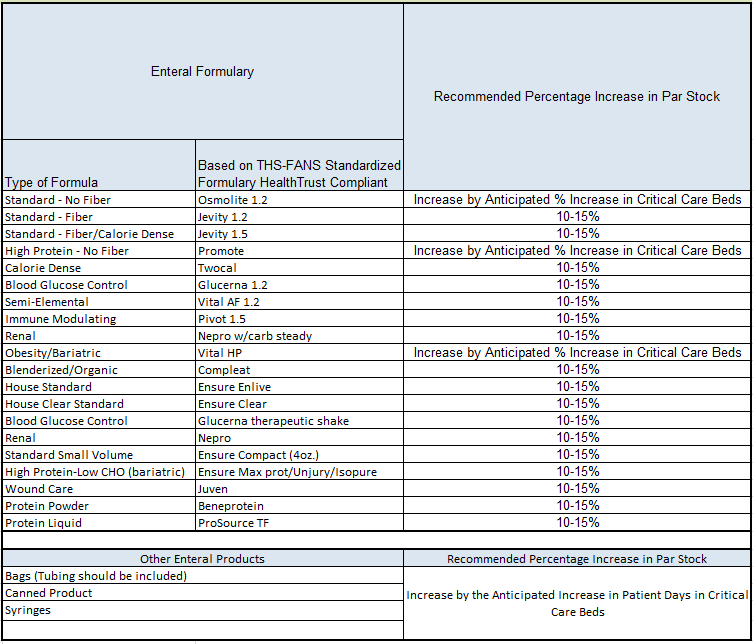 Enteral Formulary
Recommended Percentage Increase in Par Stock
Type of Formula
Based on THS-FANS Standardized
Formulary HealthTrust Compliant
Standard - No Fiber Osmolite 1.2 Increase by Anticipated % Increase in Critical Care Beds
Standard - Fiber Jevity 1.2 10-15%
Standard - Fiber/Calorie Dense Jevity 1.5 10-15%
High Protein - No Fiber Promote Increase by Anticipated % Increase in Critical Care Beds
Calorie Dense Twocal 10-15%
Blood Glucose Control Glucerna 1.2 10-15%
Semi-Elemental Vital AF 1.2 10-15%
Immune Modulating Pivot 1.5 10-15%
Renal Nepro w/carb steady 10-15%
Obesity/Bariatric Vital HP Increase by Anticipated % Increase in Critical Care Beds
Blenderized/Organic Compleat 10-15%
House Standard Ensure Enlive 10-15%
House Clear Standard Ensure Clear 10-15%
Blood Glucose Control Glucerna therapeutic shake 10-15%
Renal Nepro 10-15%
Standard Small Volume Ensure Compact (4oz.) 10-15%
High Protein-Low CHO (bariatric) Ensure Max prot/Unjury/Isopure 10-15%
Wound Care Juven 10-15%
Protein Powder Beneprotein 10-15%
Protein Liquid ProSource TF 10-15%
Other Enteral Products Recommended Percentage Increase in Par Stock
Bags (Tubing should be included)
Canned Product
Syringes
Increase by the Anticipated Increase in Patient Days in Critical
Care Beds